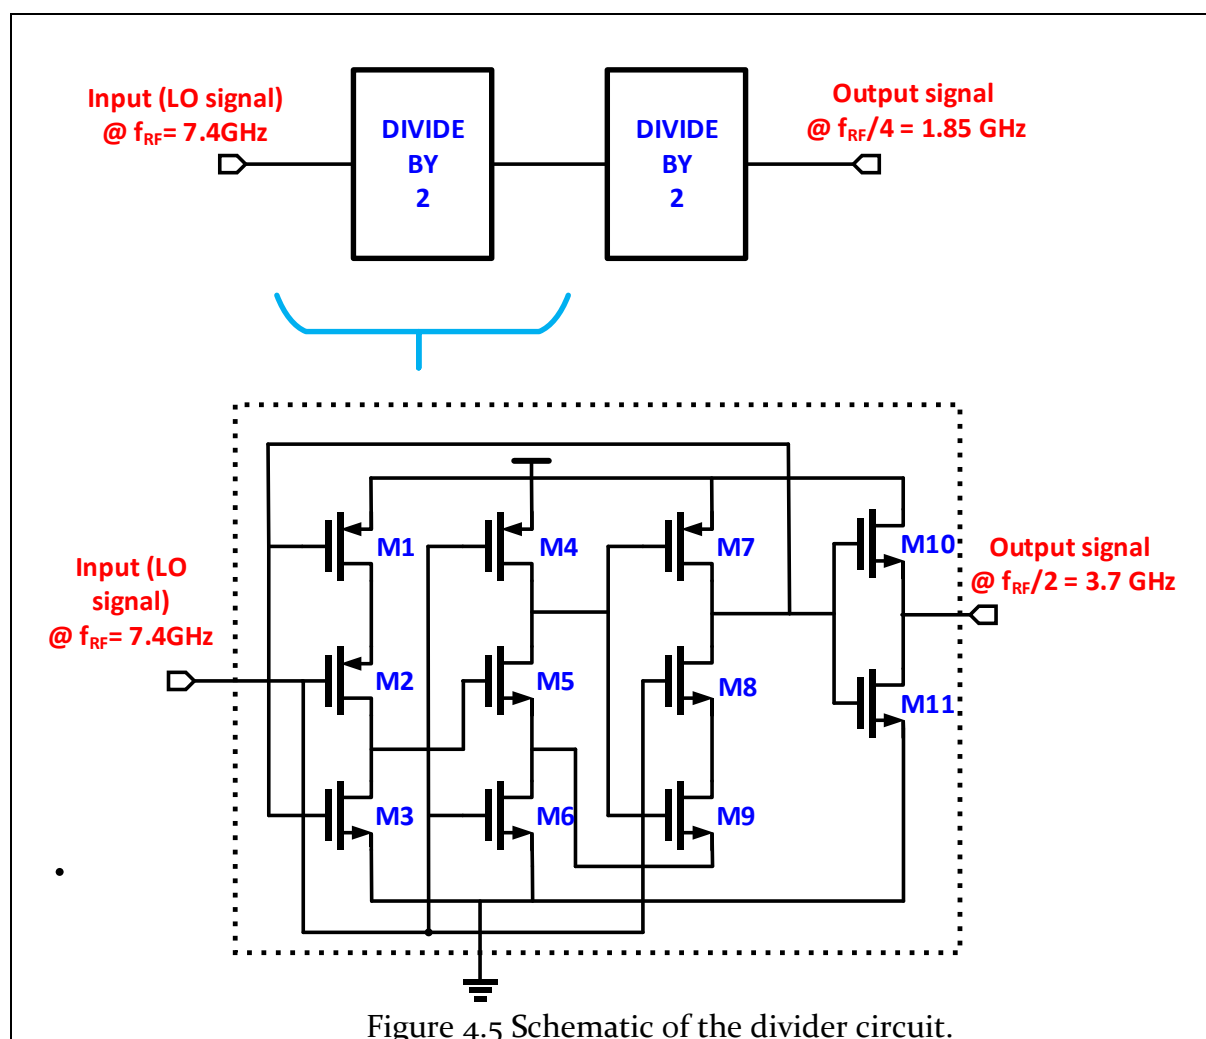 Input (LO signal)
@ fRF= 7.4GHz
DIVIDE
BY
2
DIVIDE
BY
2
Output signal
@ fRF/4 = 1.85 GHz
M1
M4
M7
M10
Input (LO
signal)
@ fRF= 7.4GHz
Output signal
@ fRF/2 = 3.7 GHz
M2
M5
M8
M11
M3
M6
M9
Figure 4.5 Schematic of the divider circuit.